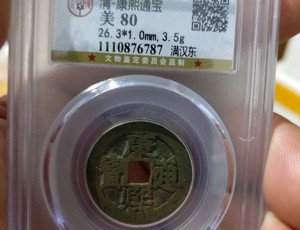 清·康熙通宝
美 80
26.3*1.0mm,3.5g
1110876787 满汉东
★★★★★★★★
文物鉴定委员会监制
康熙通寳